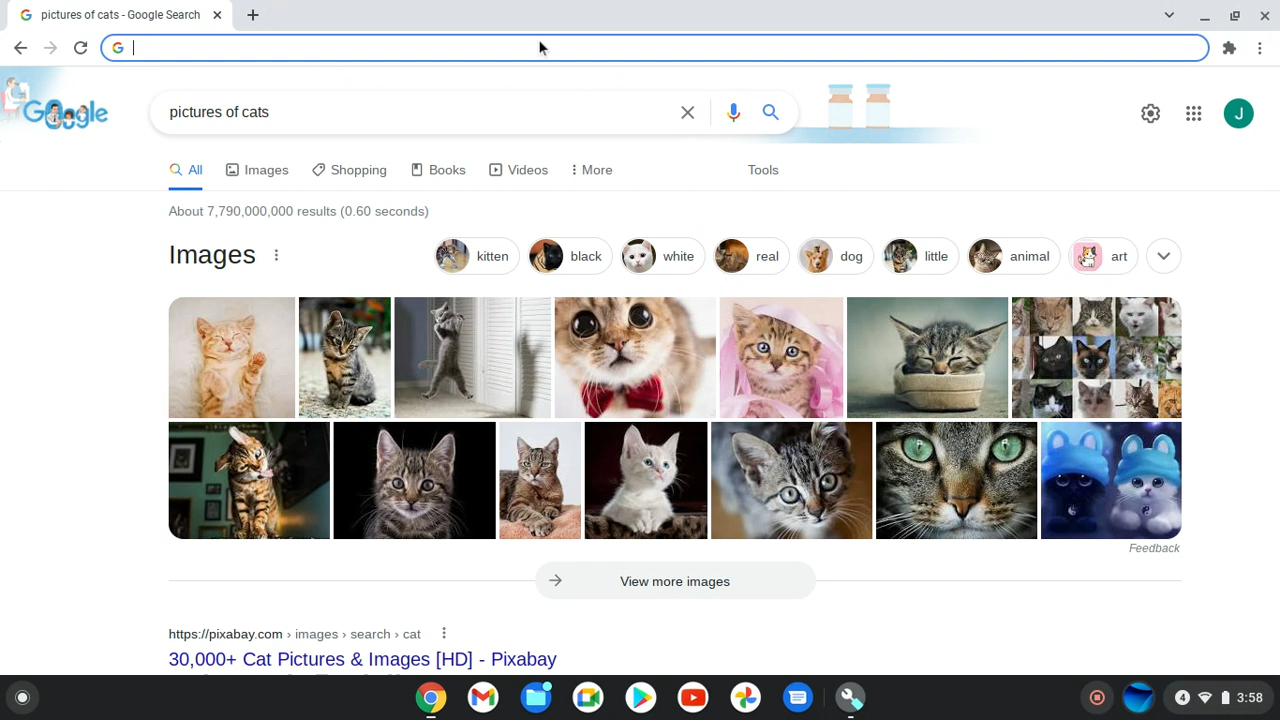 pictures of cats - Google Search
Google
pictures of cats
J
All
Images
Shopping
Books
Videos
More
Tools
About 7,790,000,000 results (0.60 seconds)
Images
kitten
black
white
real
dog
little
animal
art
Feedback
View more images
https://pixabay.com › images › search › cat
30,000+ Cat Pictures & Images [HD] - Pixabay
4
3:58